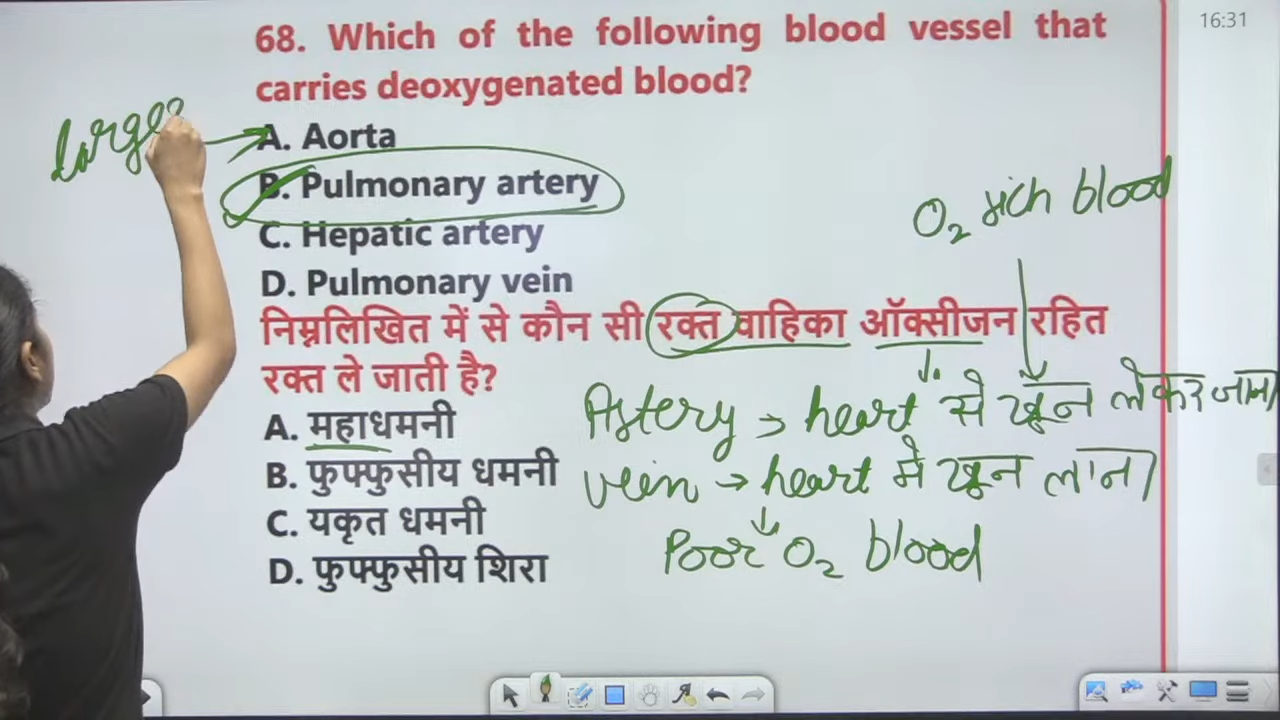 16:31
68. Which of the following blood vessel that
carries deoxygenated blood?
large
A. Aorta
B. Pulmonary artery
C. Hepatic artery
D. Pulmonary vein
O₂ rich blood
निम्नलिखित में से कौन सी रक्त वाहिका ऑक्सीजन रहित
रक्त ले जाती है?
Artery → heart से खून लेकर जाना
A. महाधमनी
B. फुफ्फुसीय धमनी
vein → heart में खून लाना
C. यकृत धमनी
Poor O₂ blood
D. फुफ्फुसीय शिरा